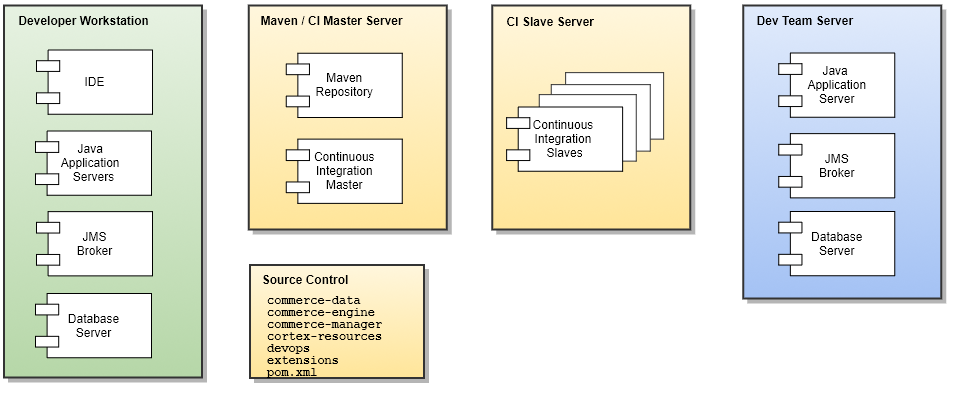 Developer Workstation
IDE
Java
Application
Servers
JMS
Broker
Database
Server
Maven / CI Master Server
Maven
Repository
Continuous
Integration
Master
Source Control
commerce-data
commerce-engine
commerce-manager
cortex-resources
devops
extensions
pom.xml
CI Slave Server
Continuous
Integration
Slaves
Dev Team Server
Java
Application
Server
JMS
Broker
Database
Server